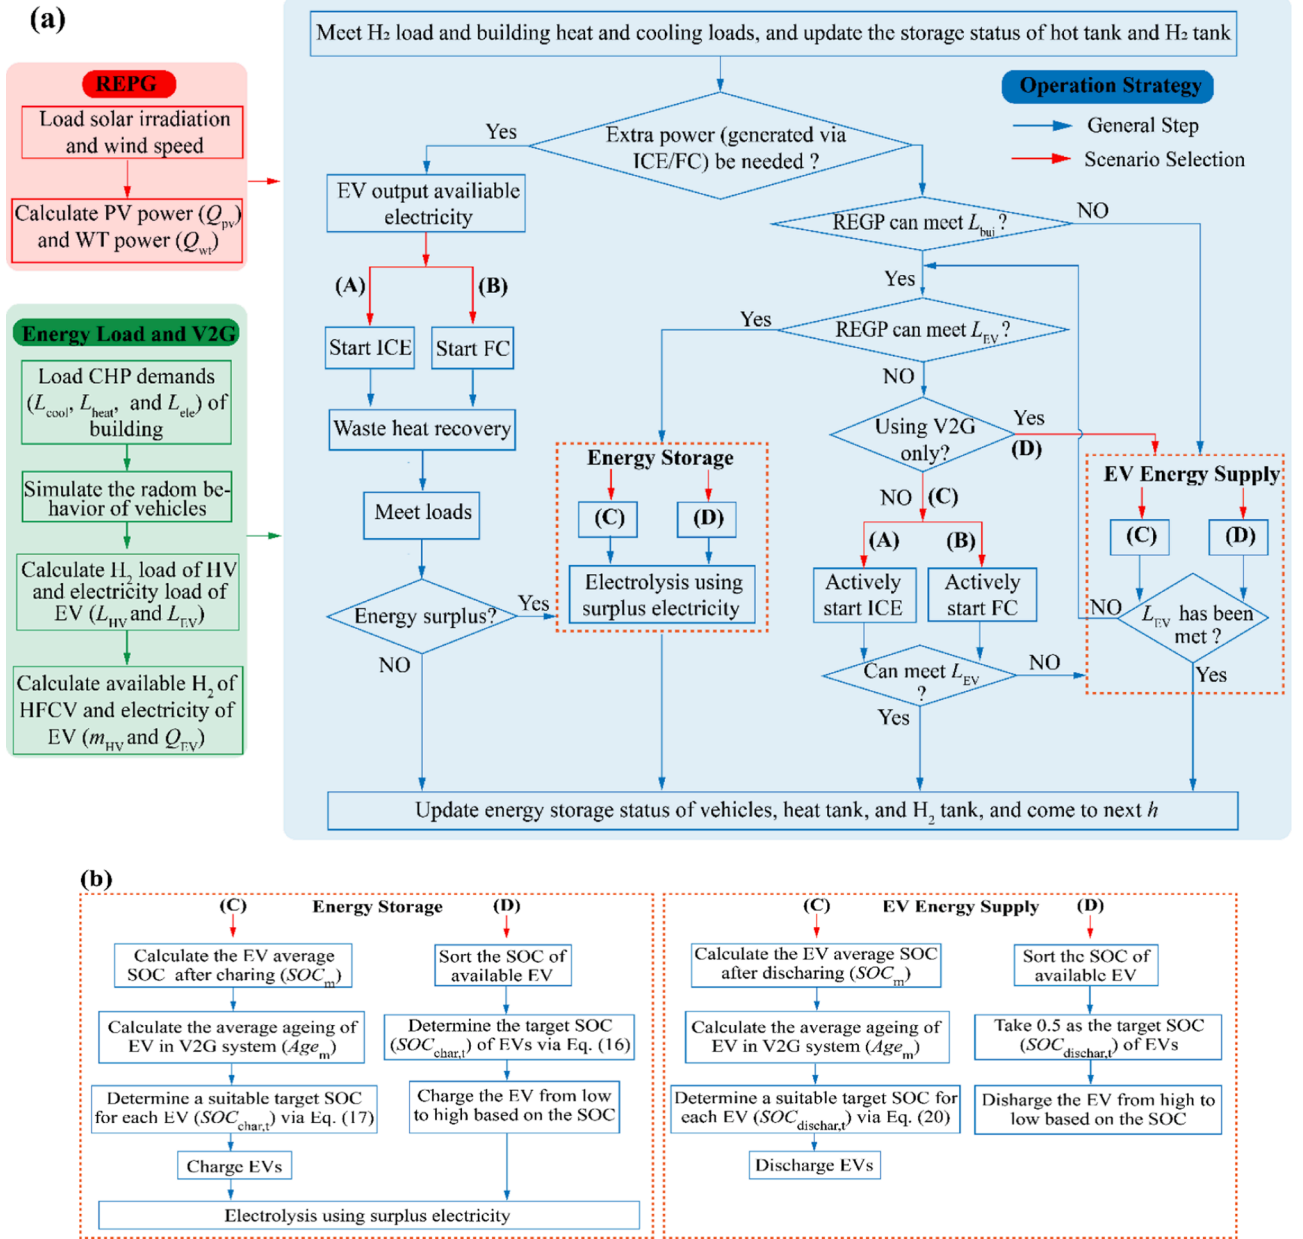 (a)
Meet H₂ load and building heat and cooling loads, and update the storage status of hot tank and H₂ tank
REPG
Load solar irradiation
and wind speed
Calculate PV power (Qpv)
and WT power (Qwt)
Energy Load and V2G
Load CHP demands
(Lcool, Lheat, and Lele) of
building
Simulate the radom be-
havior of vehicles
Calculate H2 load of HV
and electricity load of
EV (LHV and LEV)
Calculate available H2 of
HFCV and electricity of
EV (mHV and QEV)
Operation Strategy
General Step
Scenario Selection
Extra power (generated via
ICE/FC) be needed ?
Yes
EV output availiable
electricity
(A)
(B)
Start ICE
Start FC
Waste heat recovery
Meet loads
Energy surplus?
Yes
NO
REGP can meet Lbui ?
NO
Yes
REGP can meet LEV ?
Yes
NO
Using V2G
only?
Yes
(D)
NO
(C)
(A)
(B)
Actively
start ICE
Actively
start FC
Can meet LEV
?
NO
Yes
Energy Storage
(C)
(D)
Electrolysis using
surplus electricity
EV Energy Supply
(C)
(D)
LEV has been
met ?
NO
Yes
Update energy storage status of vehicles, heat tank, and H2 tank, and come to next h
(b)
(C)
Energy Storage
(D)
Calculate the EV average
SOC after charing (SOCm)
Calculate the average ageing of
EV in V2G system (Agem)
Determine a suitable target SOC
for each EV (SOCchar,t) via Eq. (17)
Charge EVs
Sort the SOC of
available EV
Determine the target SOC
(SOCchar,t) of EVs via Eq. (16)
Charge the EV from low
to high based on the SOC
Electrolysis using surplus electricity
(C)
EV Energy Supply
(D)
Calculate the EV average SOC
after discharing (SOCm)
Calculate the average ageing of
EV in V2G system (Agem)
Determine a suitable target SOC for
each EV (SOCdischar,t) via Eq. (20)
Discharge EVs
Sort the SOC of
available EV
Take 0.5 as the target SOC
(SOCdischar,t) of EVs
Disharge the EV from high to
low based on the SOC